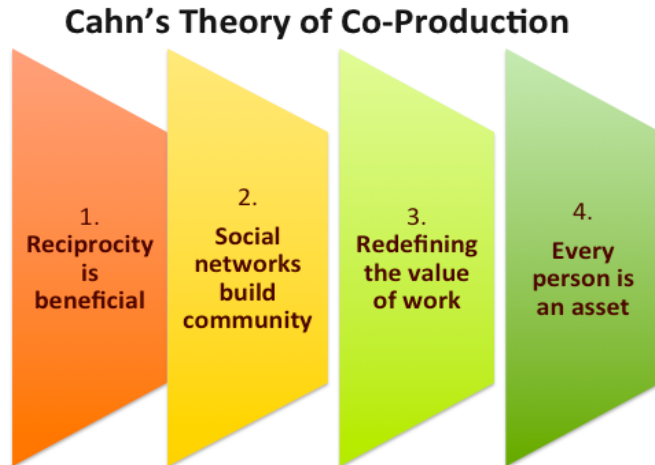 Cahn's Theory of Co-Production
1.
Reciprocity
is
beneficial
2.
Social
networks
build
community
3.
Redefining
the value
of work
4.
Every
person is
an asset